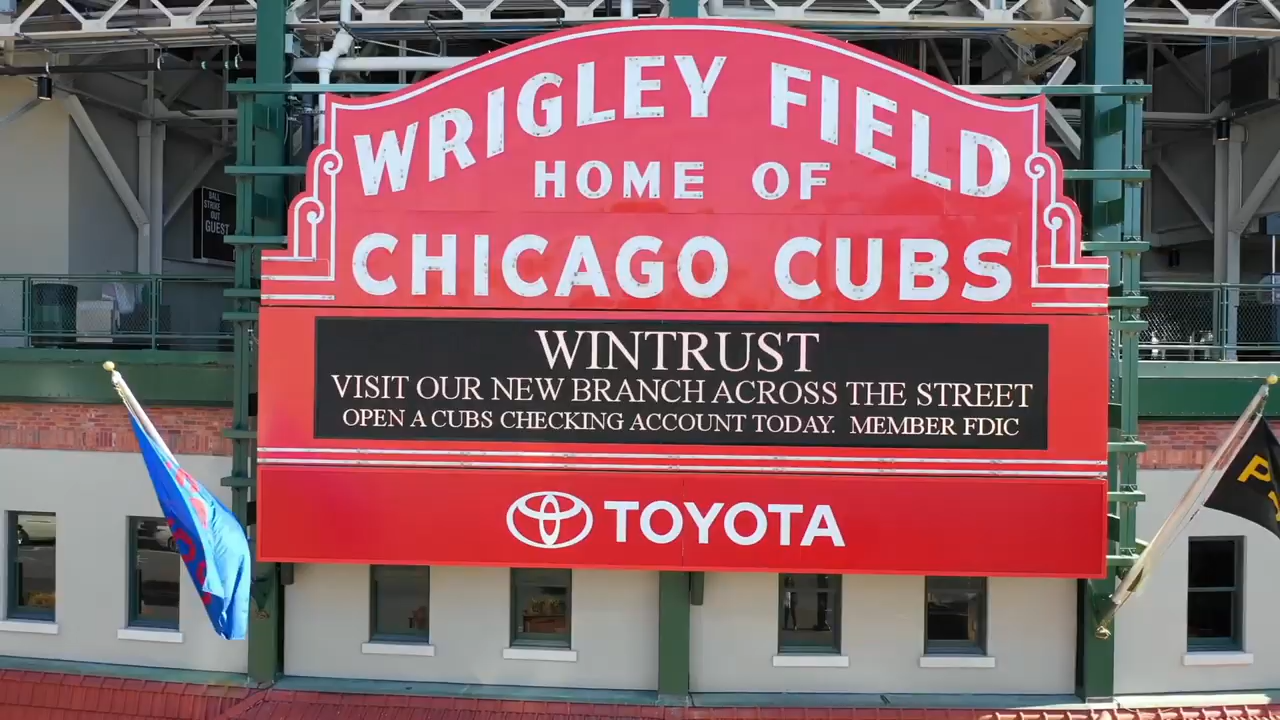 WRIGLEY FIELD
HOME OF
CHICAGO CUBS
BALL
STRIKE
OUT
GUEST
WINTRUST
VISIT OUR NEW BRANCH ACROSS THE STREET
OPEN A CUBS CHECKING ACCOUNT TODAY. MEMBER FDIC
TOYOTA